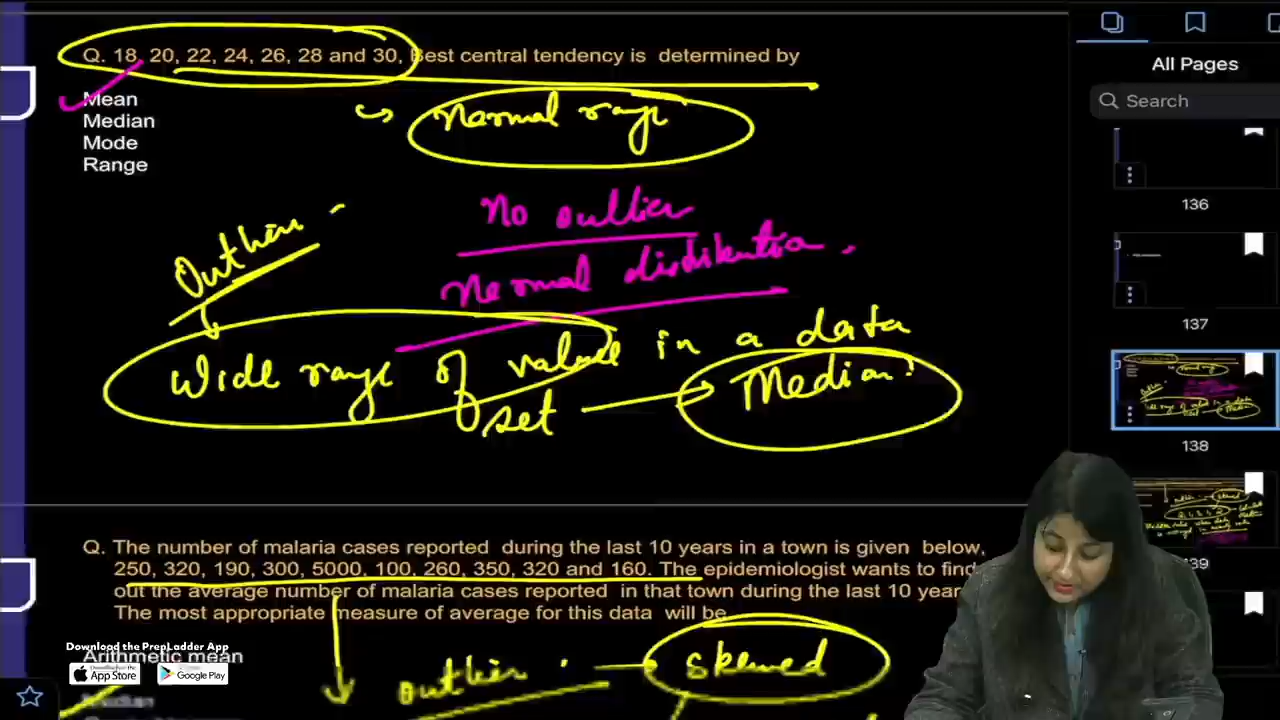 Q. 18, 20, 22, 24, 26, 28 and 30, Best central tendency is determined by
Mean
Median
Mode
Range
Normal range
No outlier
Normal distribution.
Outlier
Wide range of values in a data
set
Median
Q. The number of malaria cases reported during the last 10 years in a town is given below,
250, 320, 190, 300, 5000, 100, 260, 350, 320 and 160. The epidemiologist wants to find
out the average number of malaria cases reported in that town during the last 10 year
The most appropriate measure of average for this data will be
Arithmetic mean
Median
outlier
skewed
Download the PrepLadder App
App Store
Google Play
All Pages
Search
136
137
138
139